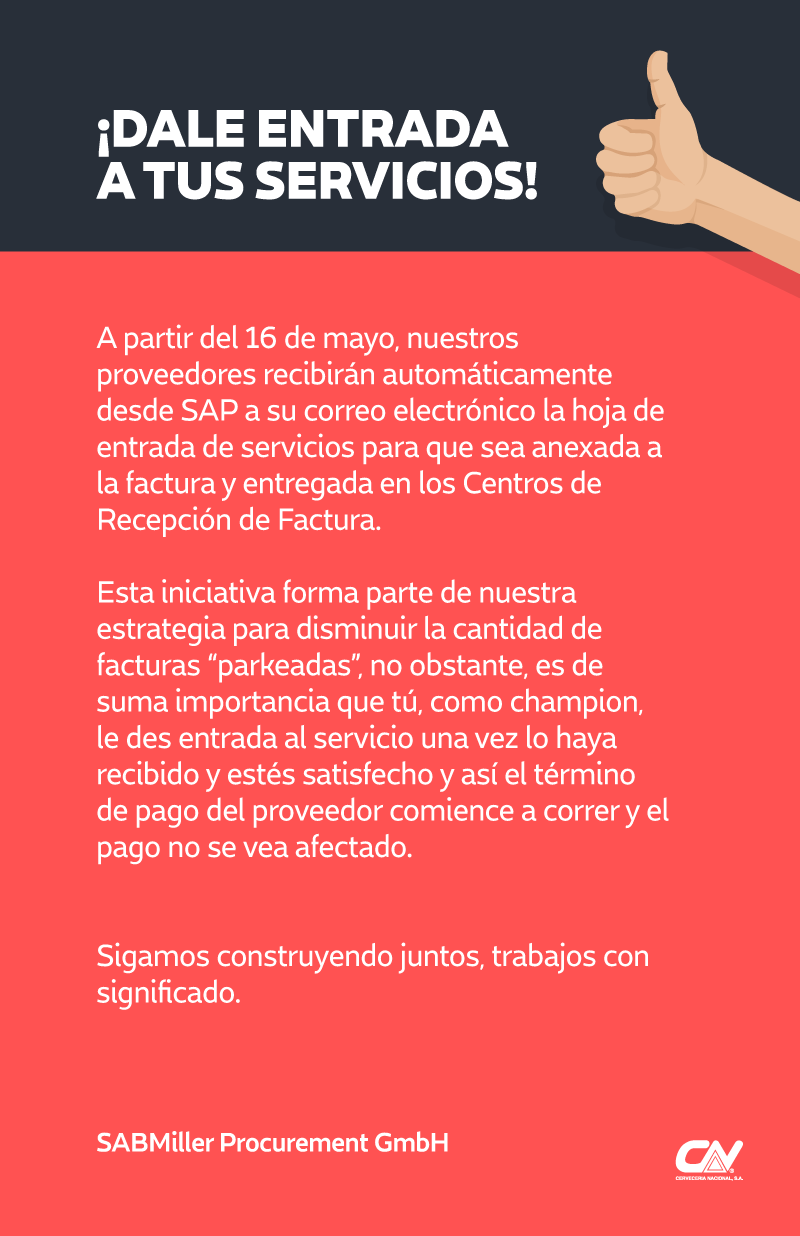 ¡DALE ENTRADA
A TUS SERVICIOS!
A partir del 16 de mayo, nuestros
proveedores recibirán automáticamente
desde SAP a su correo electrónico la hoja de
entrada de servicios para que sea anexada a
la factura y entregada en los Centros de
Recepción de Factura.
Esta iniciativa forma parte de nuestra
estrategia para disminuir la cantidad de
facturas “parkeadas”, no obstante, es de
suma importancia que tú, como champion,
le des entrada al servicio una vez lo haya
recibido y estés satisfecho y así el término
de pago del proveedor comience a correr y el
pago no se vea afectado.
Sigamos construyendo juntos, trabajos con
significado.
SABMiller Procurement GmbH
CN®
CERVECERIA NACIONAL, S.A.